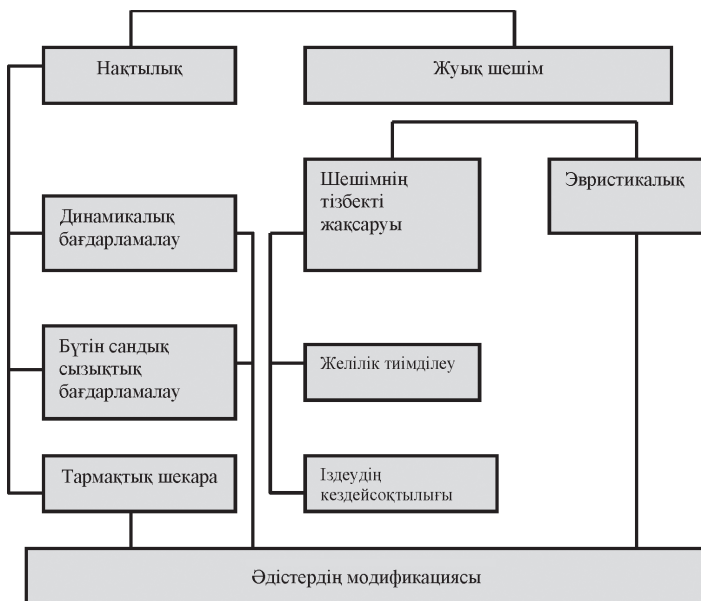 Нақтылық
Жуық шешім
Шешімнің
тізбекті
жақсаруы
Эвристикалық
Динамикалық
бағдарламалау
Бүтін сандық
сызықтық
бағдарламалау
Желілік тиімділеу
Тармақтық шекара
Іздеудің
кездейсоқтылығы
Әдістердің модификациясы